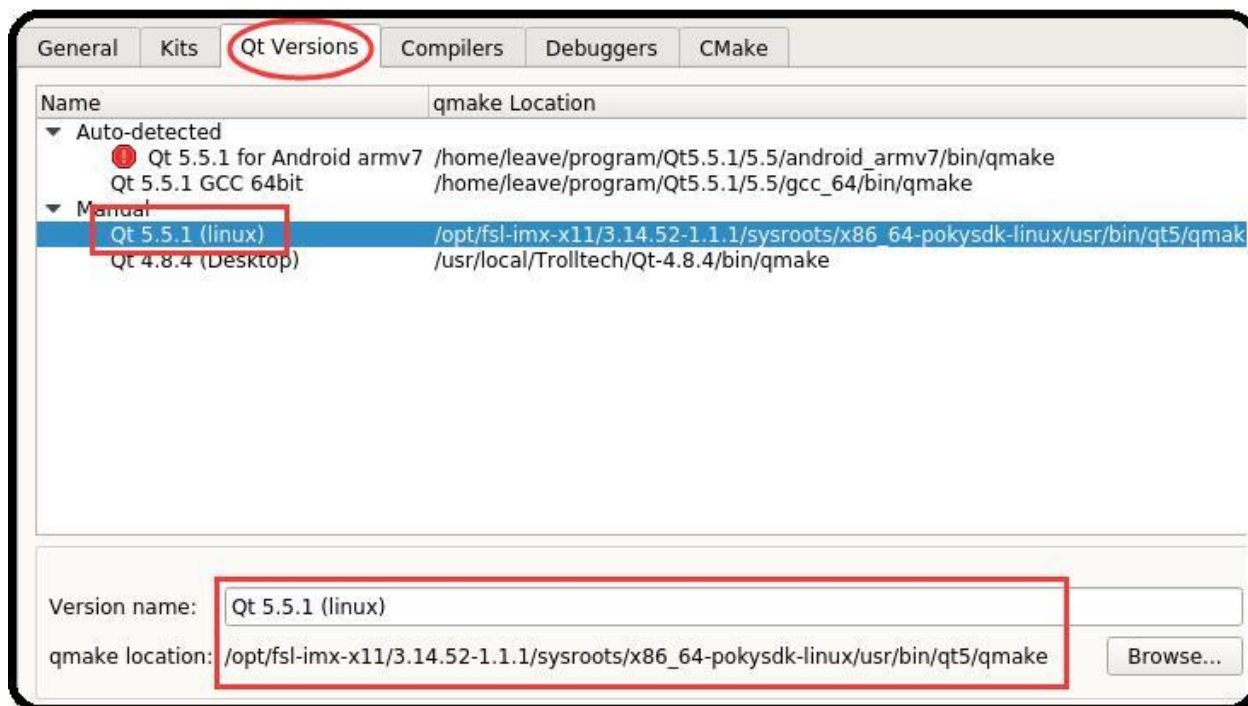 General Kits Qt Versions Compilers Debuggers CMake
Name qmake Location
Auto-detected
Qt 5.5.1 for Android armv7 /home/leave/program/Qt5.5.1/5.5/android_armv7/bin/qmake
Qt 5.5.1 GCC 64bit /home/leave/program/Qt5.5.1/5.5/gcc_64/bin/qmake
Manual
Qt 5.5.1 (linux) /opt/fsl-imx-x11/3.14.52-1.1.1/sysroots/x86_64-pokysdk-linux/usr/bin/qt5/qmak
Qt 4.8.4 (Desktop) /usr/local/Trolltech/Qt-4.8.4/bin/qmake
Version name: Qt 5.5.1 (linux)
qmake location: /opt/fsl-imx-x11/3.14.52-1.1.1/sysroots/x86_64-pokysdk-linux/usr/bin/qt5/qmake Browse...